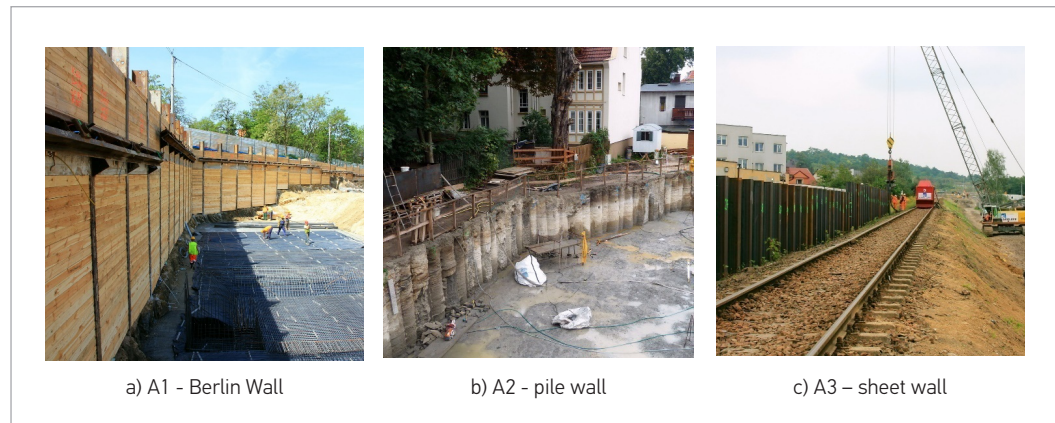 a) A1 - Berlin Wall
b) A2 - pile wall
c) A3 – sheet wall